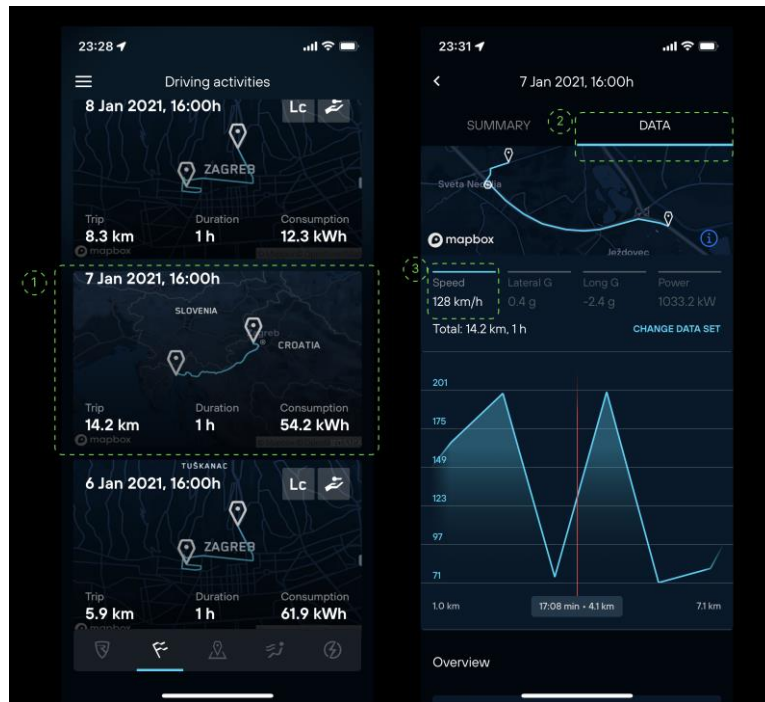 23:28
Driving activities
8 Jan 2021, 16:00h
Lc
ZAGREB
Trip Duration Consumption
8.3 km 1 h 12.3 kWh
mapbox
1
7 Jan 2021, 16:00h
SLOVENIA
Zagreb
CROATIA
Trip Duration Consumption
14.2 km 1 h 54.2 kWh
mapbox
TUŠKANAC
6 Jan 2021, 16:00h
Lc
ZAGREB
Trip Duration Consumption
5.9 km 1 h 61.9 kWh
mapbox
23:31
7 Jan 2021, 16:00h
SUMMARY 2 DATA
Sveta Nedelja
mapbox
Ježdovec
i
3
Speed Lateral G Long G Power
128 km/h 0.4 g -2.4 g 1033.2 kW
Total: 14.2 km, 1 h CHANGE DATA SET
201
175
149
123
97
71
1.0 km 17:08 min • 4.1 km 7.1 km
Overview